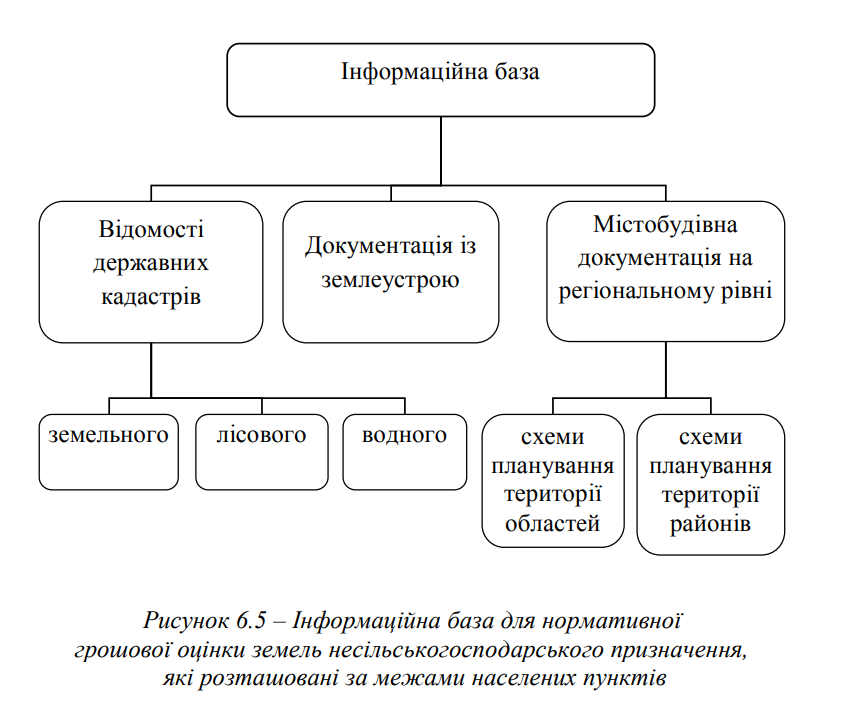 Інформаційна база
Відомості
державних
кадастрів
Документація із
землеустрою
Містобудівна
документація на
регіональному рівні
земельного
лісового
водного
схеми
планування
території
областей
схеми
планування
території
районів
Рисунок 6.5 – Інформаційна база для нормативної
грошової оцінки земель несільськогосподарського призначення,
які розташовані за межами населених пунктів